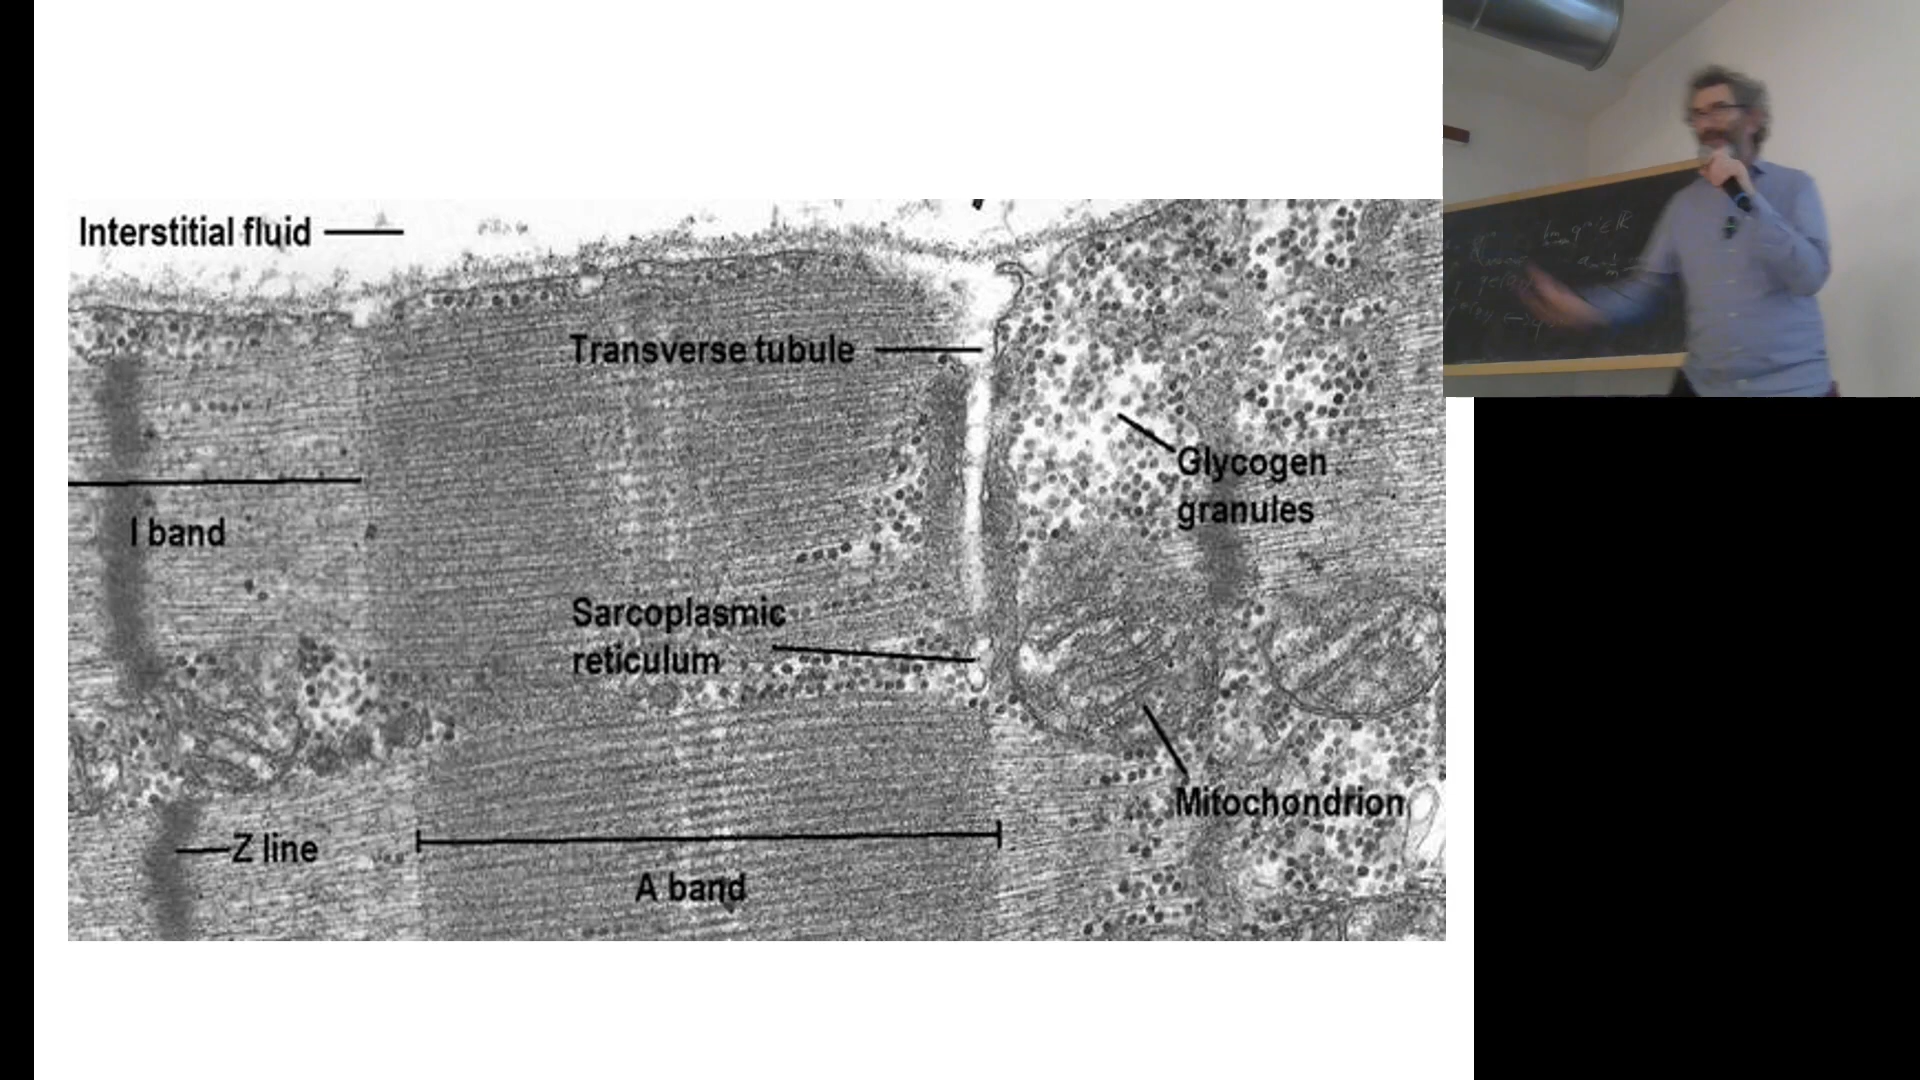 Interstitial fluid
Transverse tubule
Glycogen
granules
I band
Sarcoplasmic
reticulum
Mitochondrion
Z line
A band